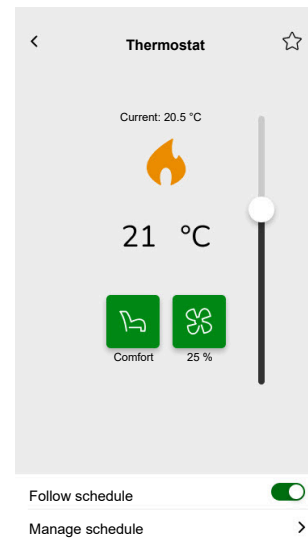 Thermostat
Current: 20.5 °C
21 °C
Comfort
25 %
Follow schedule
Manage schedule